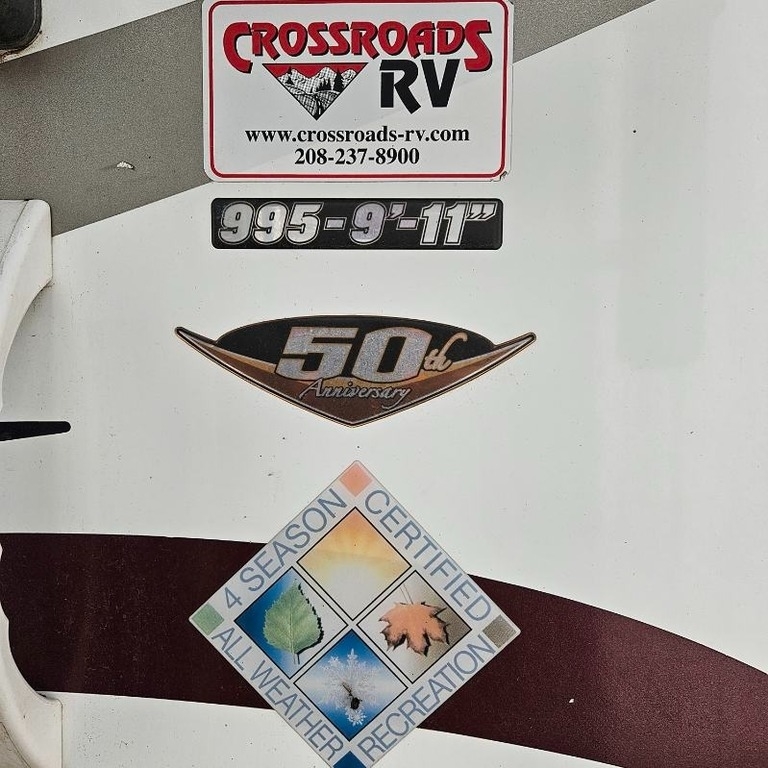 CROSSROADS
RV
www.crossroads-rv.com
208-237-8900
995-9'-11"
50th
Anniversary
4 SEASON
CERTIFIED
ALL WEATHER
RECREATION